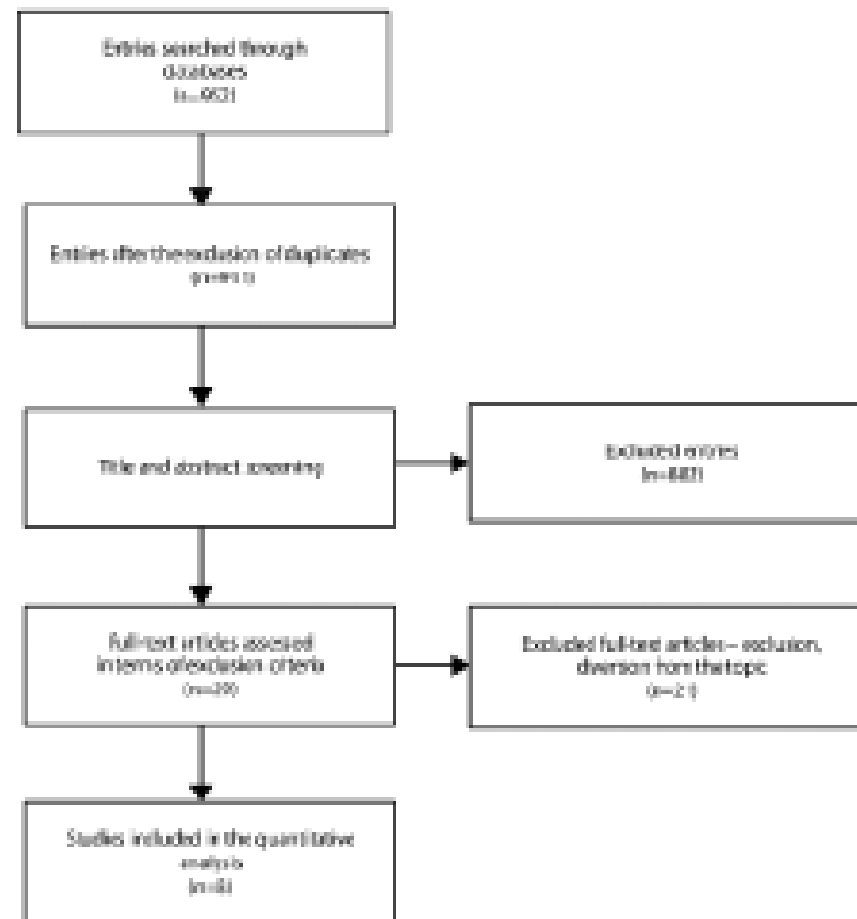 Entries searched through
databases
Entries after the exclusion of duplicates
Title and abstract screening
Excluded entries
Full-text articles assessed
in terms of exclusion criteria
Excluded full-text articles – exclusion,
diversion from the topic
(n=21)
Studies included in the quantitative
analysis
(n=8)